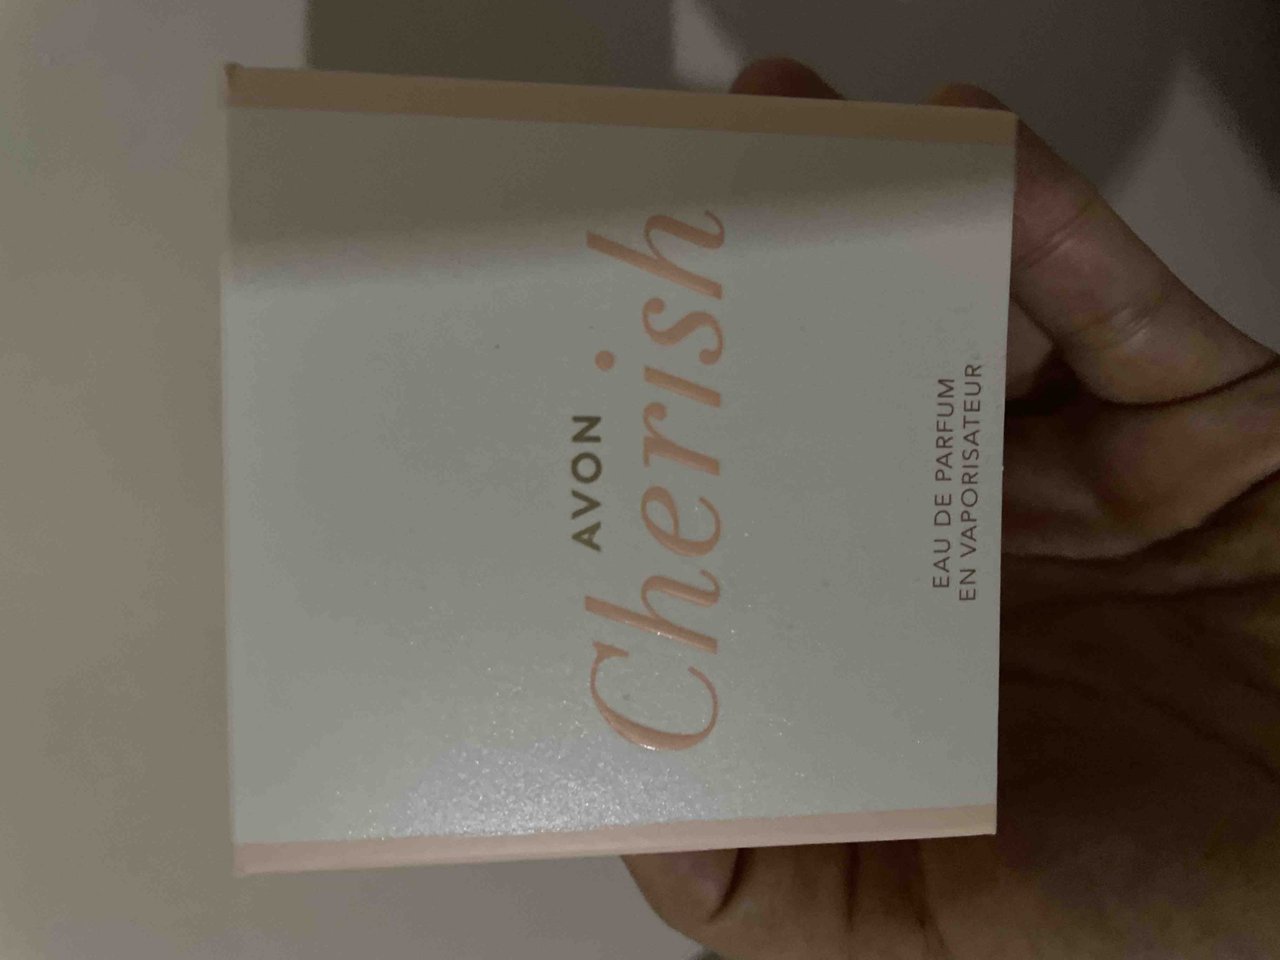 AVON
Cherish
EAU DE PARFUM
EN VAPORISATEUR